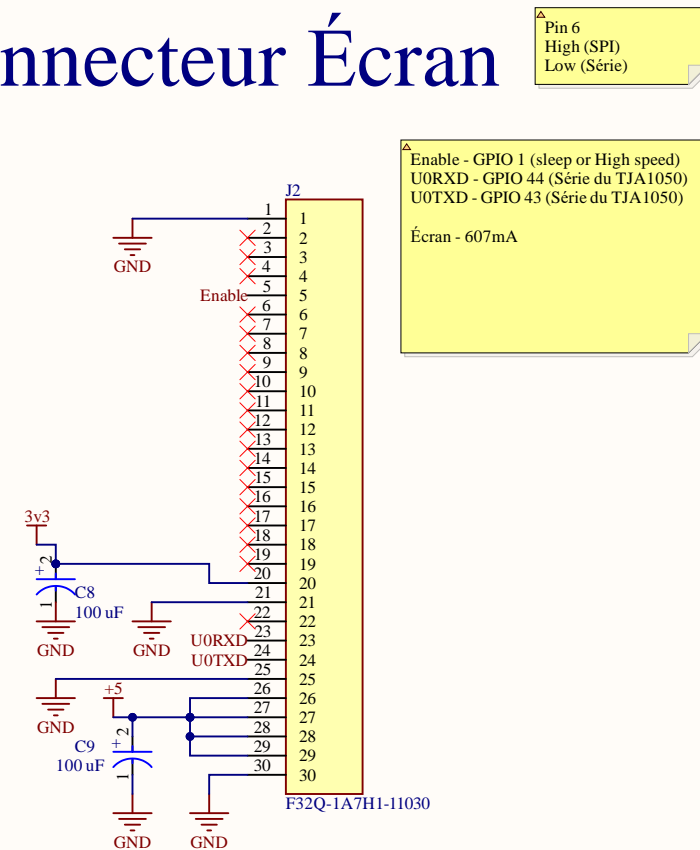 nnecteur Écran
Pin 6
High (SPI)
Low (Série)
Enable - GPIO 1 (sleep or High speed)
U0RXD - GPIO 44 (Série du TJA1050)
U0TXD - GPIO 43 (Série du TJA1050)
Écran - 607mA
J2
1 1
GND
2 2
3 3
4 4
Enable 5 5
6 6
7 7
8 8
9 9
10 10
11 11
12 12
13 13
14 14
15 15
16 16
17 17
18 18
19 19
3v3
20 20
+ 2
1
C8
100 uF
GND
21 21
GND
22 22
U0RXD 23 23
U0TXD 24 24
25 25
GND
26 26
+5
27 27
28 28
29 29
+ 2
1
C9
100 uF
30 30
GND
GND
F32Q-1A7H1-11030